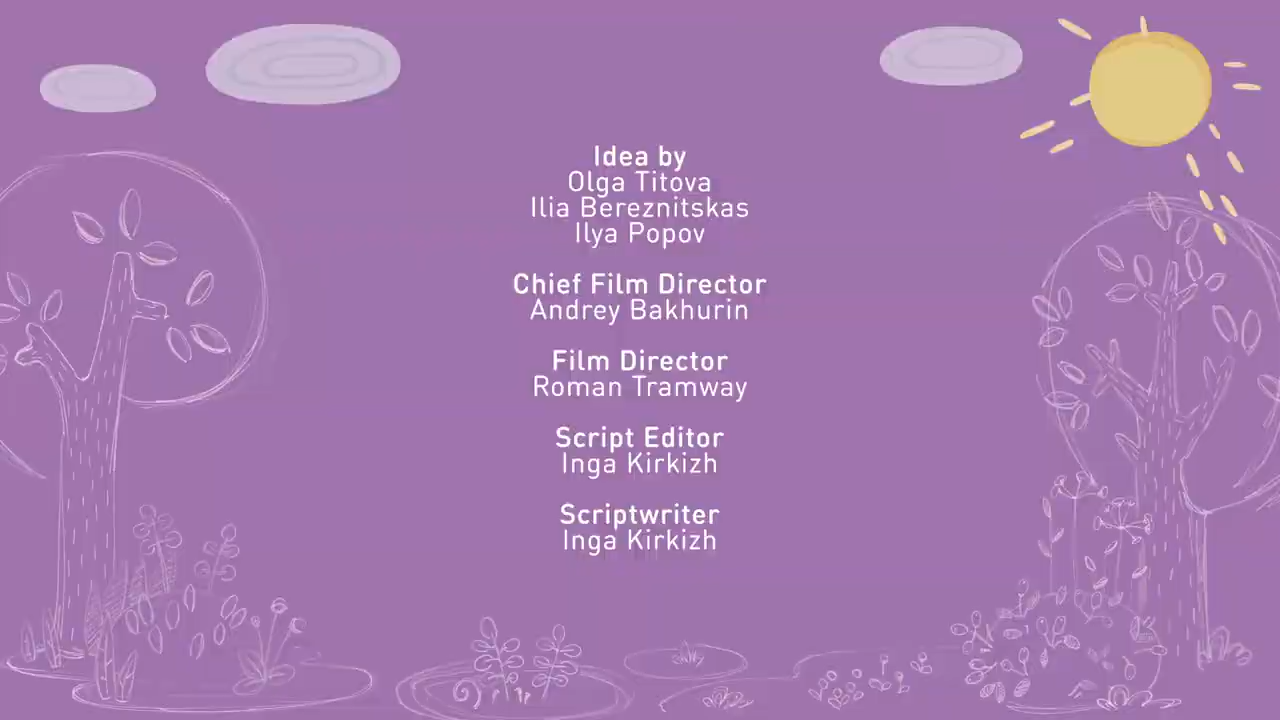 Idea by
Olga Titova
Ilia Bereznitskas
Ilya Popov
Chief Film Director
Andrey Bakhurin
Film Director
Roman Tramway
Script Editor
Inga Kirkizh
Scriptwriter
Inga Kirkizh